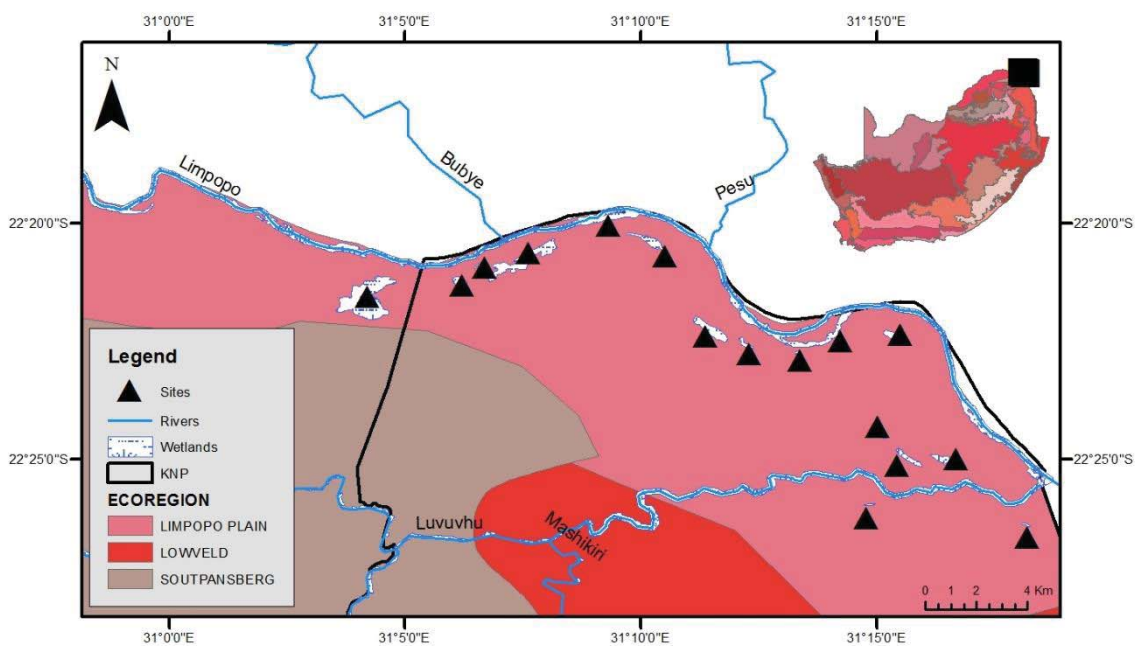 31°0'0"E 31°5'0"E 31°10'0"E 31°15'0"E
N
Limpopo
Bubye
Pesu
22°20'0"S 22°20'0"S
Legend
Sites
Rivers
Wetlands
KNP
ECOREGION
LIMPOPO PLAIN
LOWVELD
SOUTPANSBERG
22°25'0"S 22°25'0"S
Luvuvhu
Mashikiri
0 1 2 4 Km
31°0'0"E 31°5'0"E 31°10'0"E 31°15'0"E